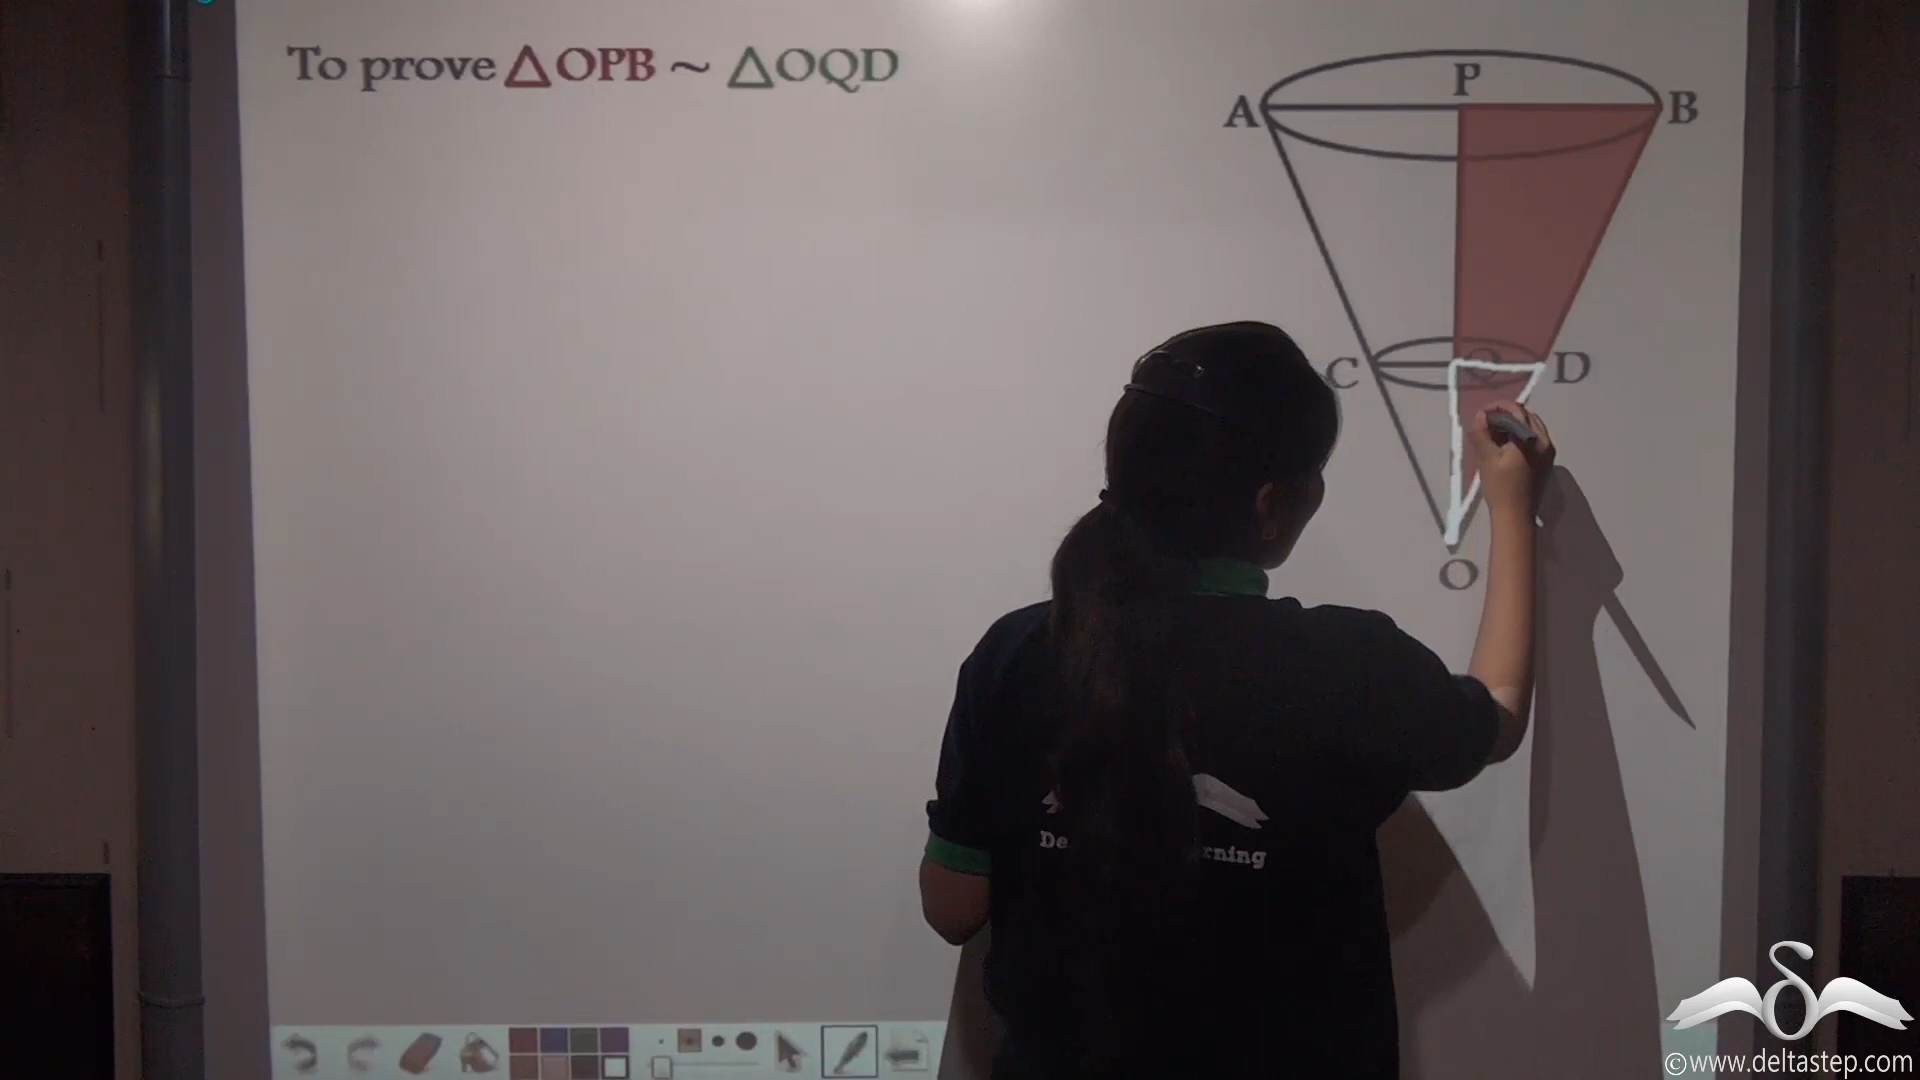 To prove △OPB ~ △OQD
P
A
B
C
Q
D
O
De
rning
©www.deltastep.com